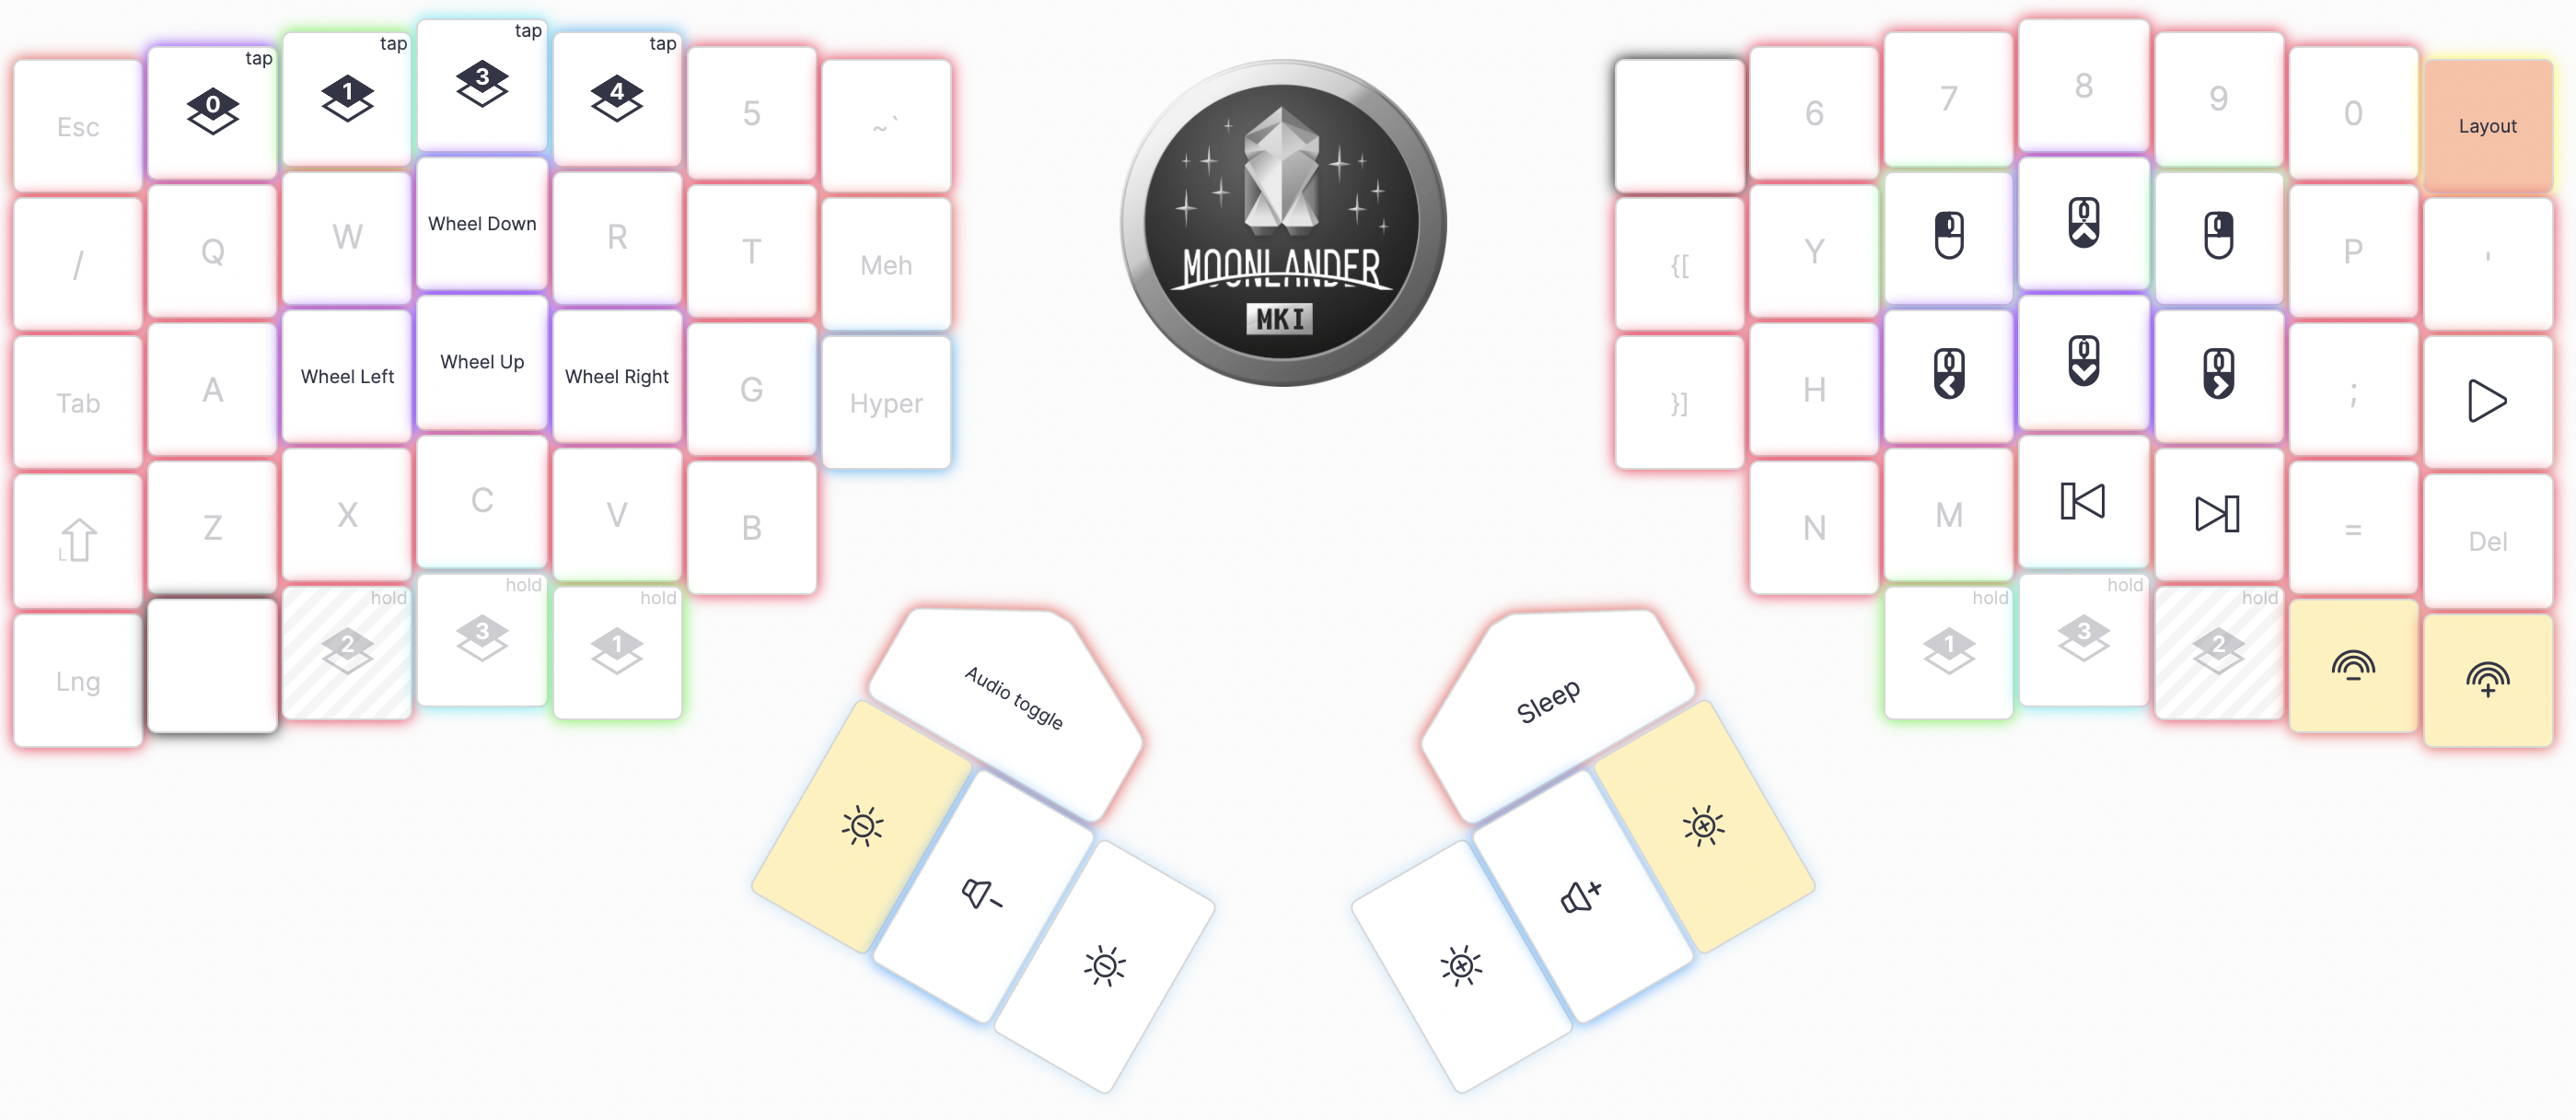 tap tap tap tap
Esc 0 1 3 4 5 ~ `
6 7 8 9 0 Layout
/ Q W Wheel Down R T Meh
{[ Y P '
Tab A Wheel Left Wheel Up Wheel Right G Hyper
}] H ;
L Z X C V B
N M = Del
hold hold hold
Lng 2 3 1
hold hold hold
1 3 2
MOONLANDER
MKI
Audio toggle
Sleep